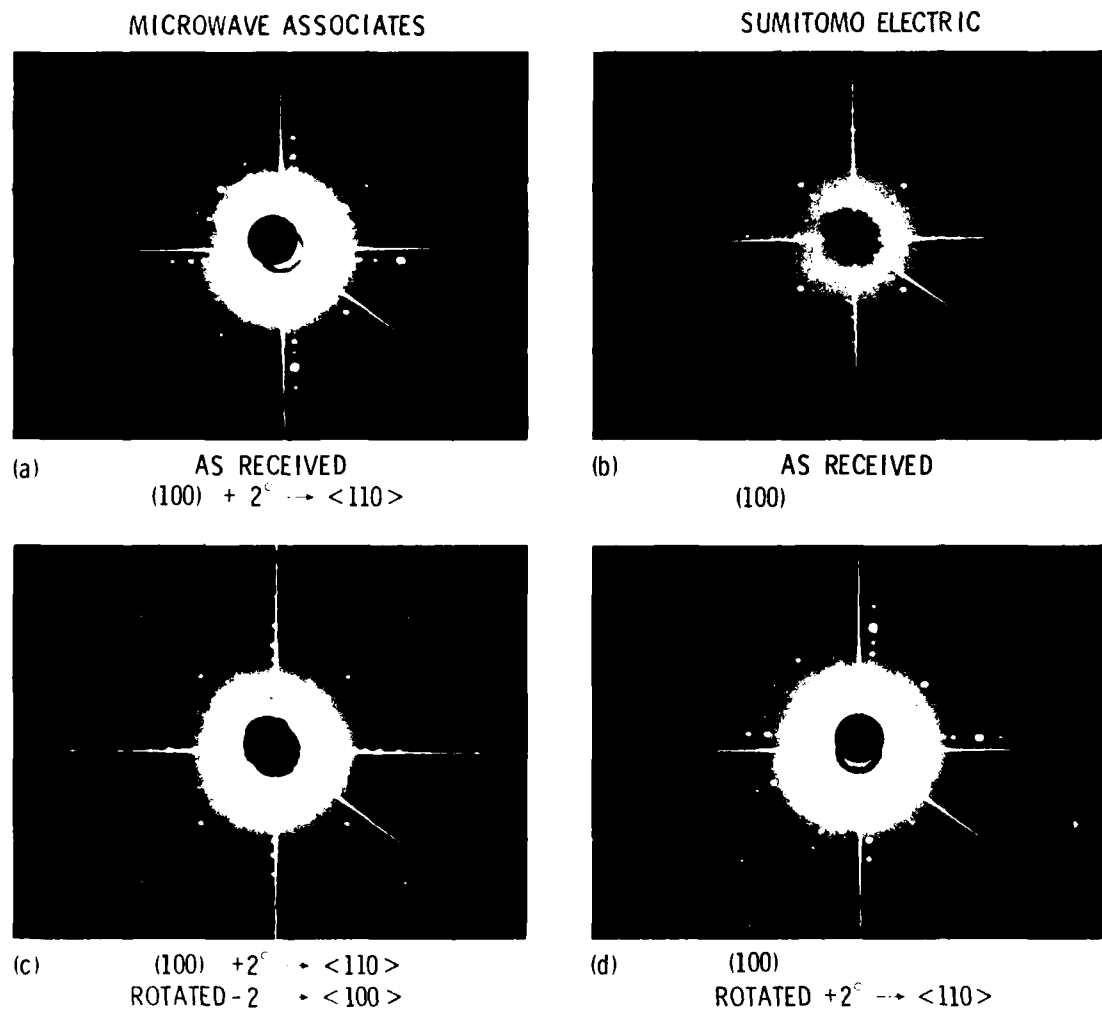 MICROWAVE ASSOCIATES
SUMITOMO ELECTRIC
(a) AS RECEIVED
(100) + 2° → <110>
(b) AS RECEIVED
(100)
(c) (100) +2° → <110>
ROTATED -2 → <100>
(d) (100)
ROTATED +2° → <110>